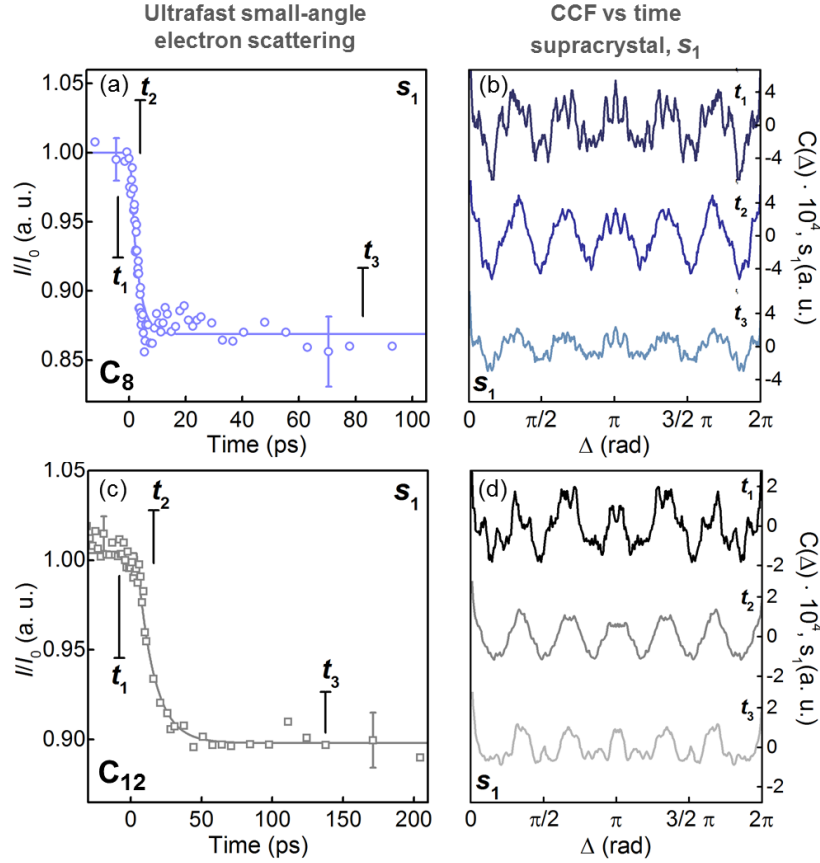 Ultrafast small-angle
electron scattering
CCF vs time
supracrystal, s1
(a)
t2
s1
t1
t3
C8
1.05
1.00
0.95
0.90
0.85
I/I0 (a. u.)
0 20 40 60 80 100
Time (ps)
(b)
t1
t2
t3
s1
4
0
-4
4
0
-4
4
0
-4
C(Δ) · 10^4, s1(a. u.)
0 π/2 π 3/2 π 2π
Δ (rad)
(c)
t2
s1
t1
t3
C12
1.05
1.00
0.95
0.90
I/I0 (a. u.)
0 50 100 150 200
Time (ps)
(d)
t1
t2
t3
s1
2
0
-2
2
0
-2
2
0
-2
C(Δ) · 10^4, s1(a. u.)
0 π/2 π 3/2 π 2π
Δ (rad)